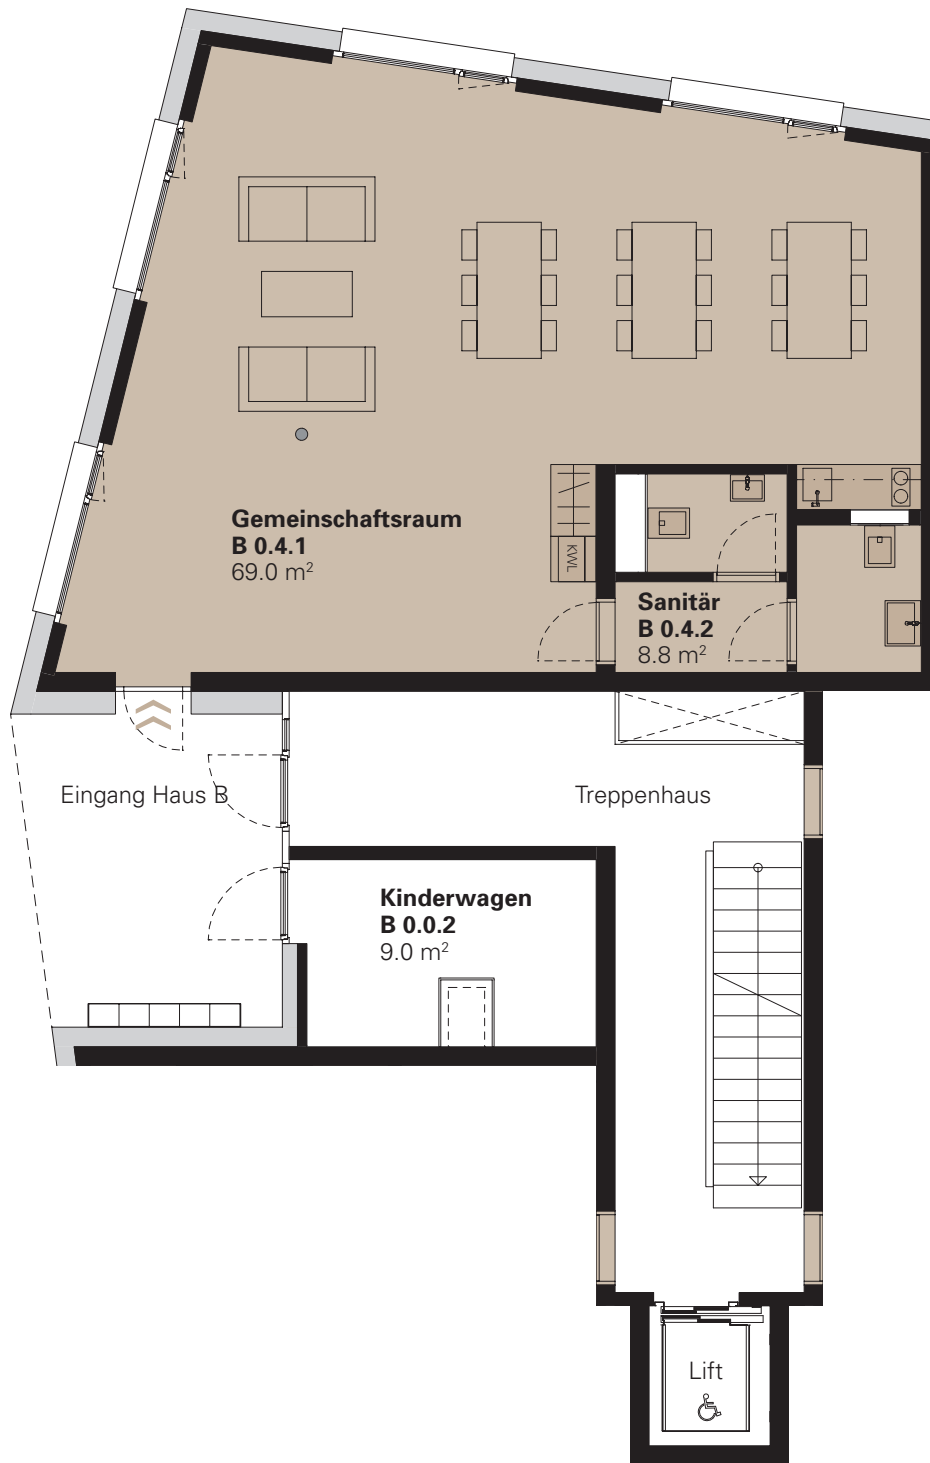 Gemeinschaftsraum
B 0.4.1
69.0 m²
KWL
Sanitär
B 0.4.2
8.8 m²
Eingang Haus B
Treppenhaus
Kinderwagen
B 0.0.2
9.0 m²
Lift